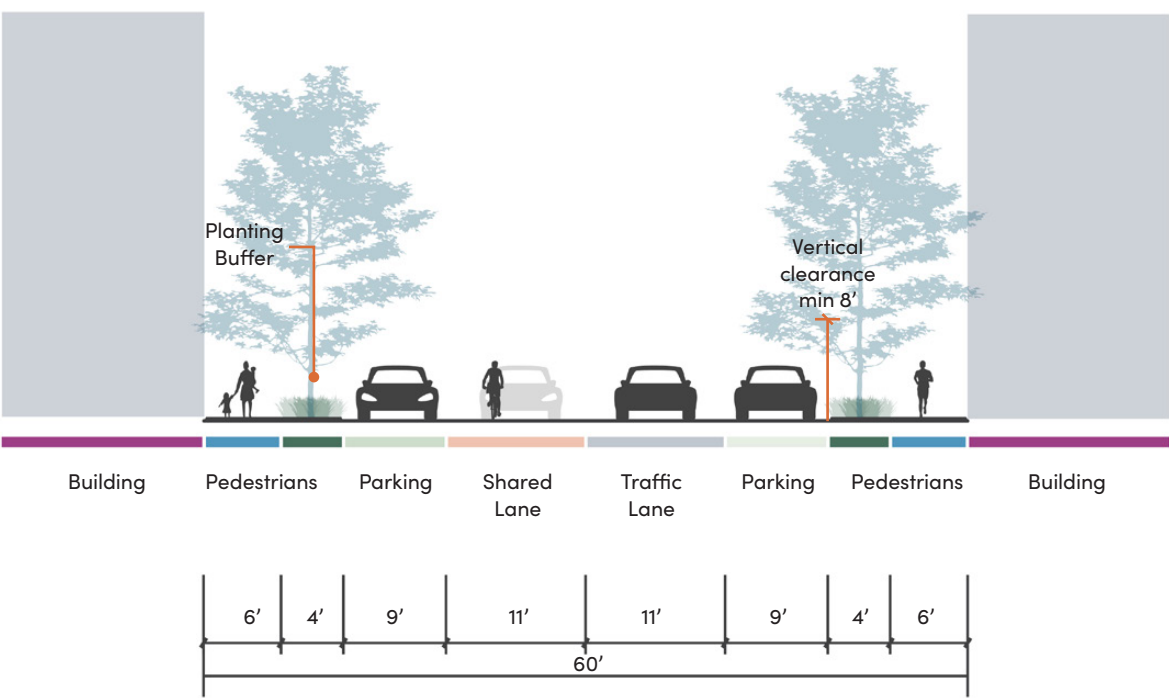 Planting
Buffer
Vertical
clearance
min 8’
Building
Pedestrians
Parking
Shared
Lane
Traffic
Lane
Parking
Pedestrians
Building
6’ 4’ 9’ 11’ 11’ 9’ 4’ 6’
60’